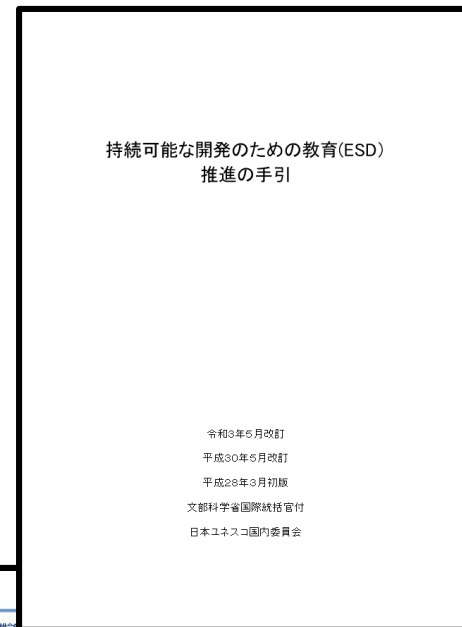 持続可能な開発のための教育(ESD)
推進の手引
令和3年5月改訂
平成30年5月改訂
平成28年3月初版
文部科学省国際統括官付
日本ユネスコ国内委員会